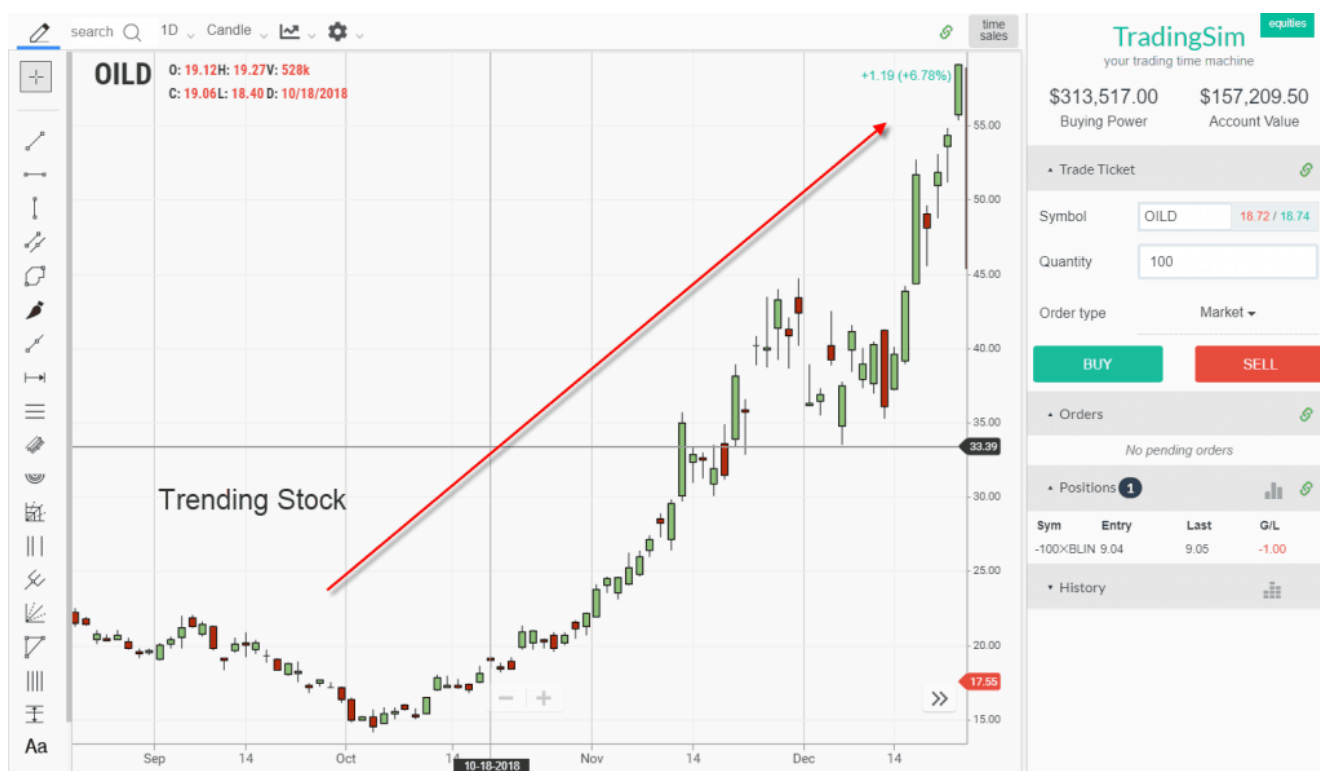 search 1D Candle
time
sales
OILD O: 19.12H: 19.27V: 528k
C: 19.06L: 18.40 D: 10/18/2018
+1.19 (+6.78%)
55.00
50.00
45.00
40.00
35.00
33.39
30.00
25.00
20.00
17.55
15.00
Trending Stock
Sep 14 Oct 14 10-18-2018 Nov 14 Dec 14
Aa
equities
TradingSim
your trading time machine
$313,517.00 $157,209.50
Buying Power Account Value
Trade Ticket
Symbol OILD 18.72 / 18.74
Quantity 100
Order type Market
BUY SELL
Orders
No pending orders
Positions 1
Sym Entry Last G/L
-100×BLIN 9.04 9.05 -1.00
History